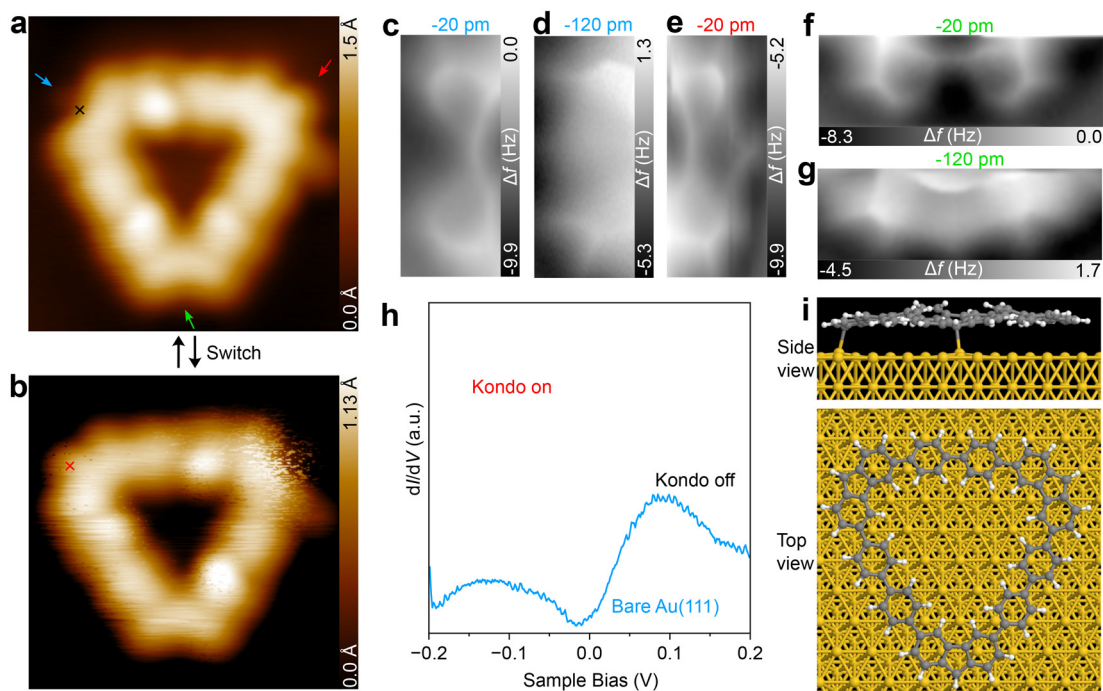 a
1.5 Å
0.0 Å
Switch
b
1.13 Å
0.0 Å
c
-20 pm
0.0
Δf (Hz)
-9.9
d
-120 pm
1.3
Δf (Hz)
-5.3
e
-20 pm
-5.2
Δf (Hz)
-9.9
f
-20 pm
-8.3 Δf (Hz) 0.0
g
-120 pm
-4.5 Δf (Hz) 1.7
h
Kondo on
Kondo off
Bare Au(111)
dI/dV (a.u.)
−0.2 −0.1 0.0 0.1 0.2
Sample Bias (V)
i
Side
view
Top
view